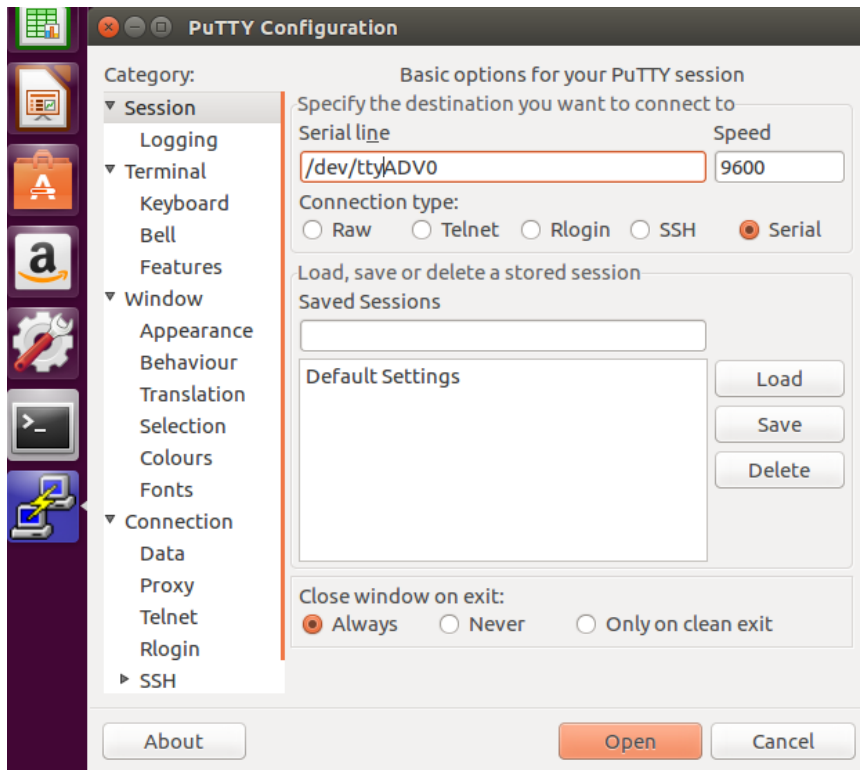 PuTTY Configuration
Category:
Session
Logging
Terminal
Keyboard
Bell
Features
Window
Appearance
Behaviour
Translation
Selection
Colours
Fonts
Connection
Data
Proxy
Telnet
Rlogin
SSH
Basic options for your PuTTY session
Specify the destination you want to connect to
Serial line Speed
/dev/ttyADV0 9600
Connection type:
Raw Telnet Rlogin SSH Serial
Load, save or delete a stored session
Saved Sessions
Default Settings
Load
Save
Delete
Close window on exit:
Always Never Only on clean exit
About Open Cancel
A
a
>_